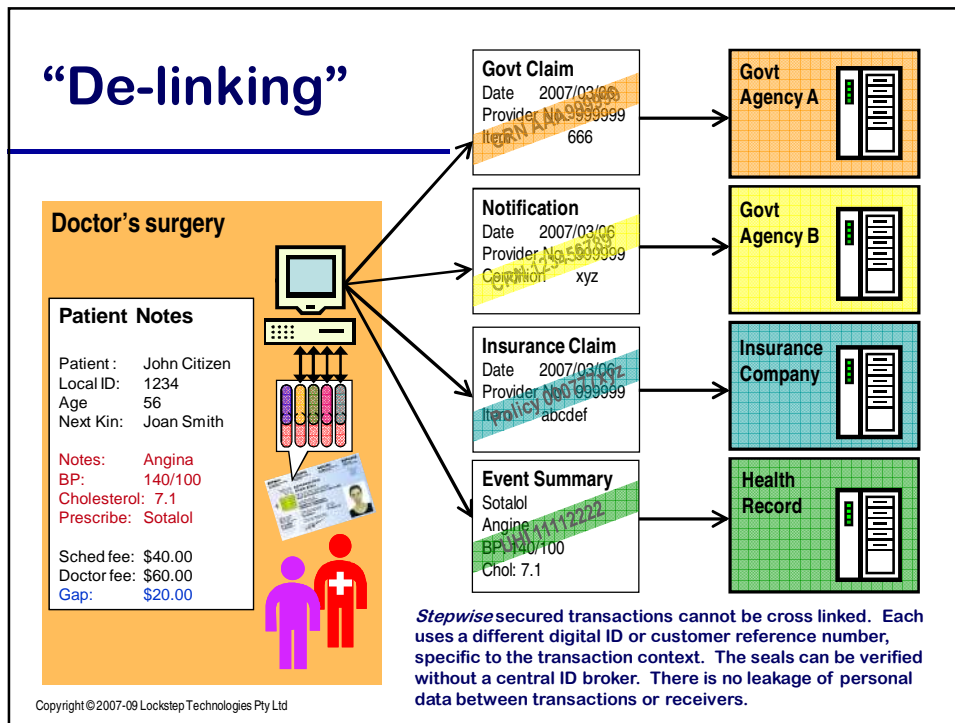 “De-linking”
Doctor’s surgery
Patient Notes
Patient : John Citizen
Local ID: 1234
Age 56
Next Kin: Joan Smith
Notes: Angina
BP: 140/100
Cholesterol: 7.1
Prescribe: Sotalol
Sched fee: $40.00
Doctor fee: $60.00
Gap: $20.00
Govt Claim
Date 2007/03/06
Provider No. 999999
Item 666
CRN AAA 999999
Govt
Agency A
Notification
Date 2007/03/06
Provider No. 999999
Condition xyz
CRN 123456789
Govt
Agency B
Insurance Claim
Date 2007/03/06
Provider No. 999999
Item abcdef
Policy 000777xyz
Insurance
Company
Event Summary
Sotalol
Angine
BP: 140/100
Chol: 7.1
UHI 11112222
Health
Record
Stepwise secured transactions cannot be cross linked. Each
uses a different digital ID or customer reference number,
specific to the transaction context. The seals can be verified
without a central ID broker. There is no leakage of personal
data between transactions or receivers.
Copyright © 2007-09 Lockstep Technologies Pty Ltd